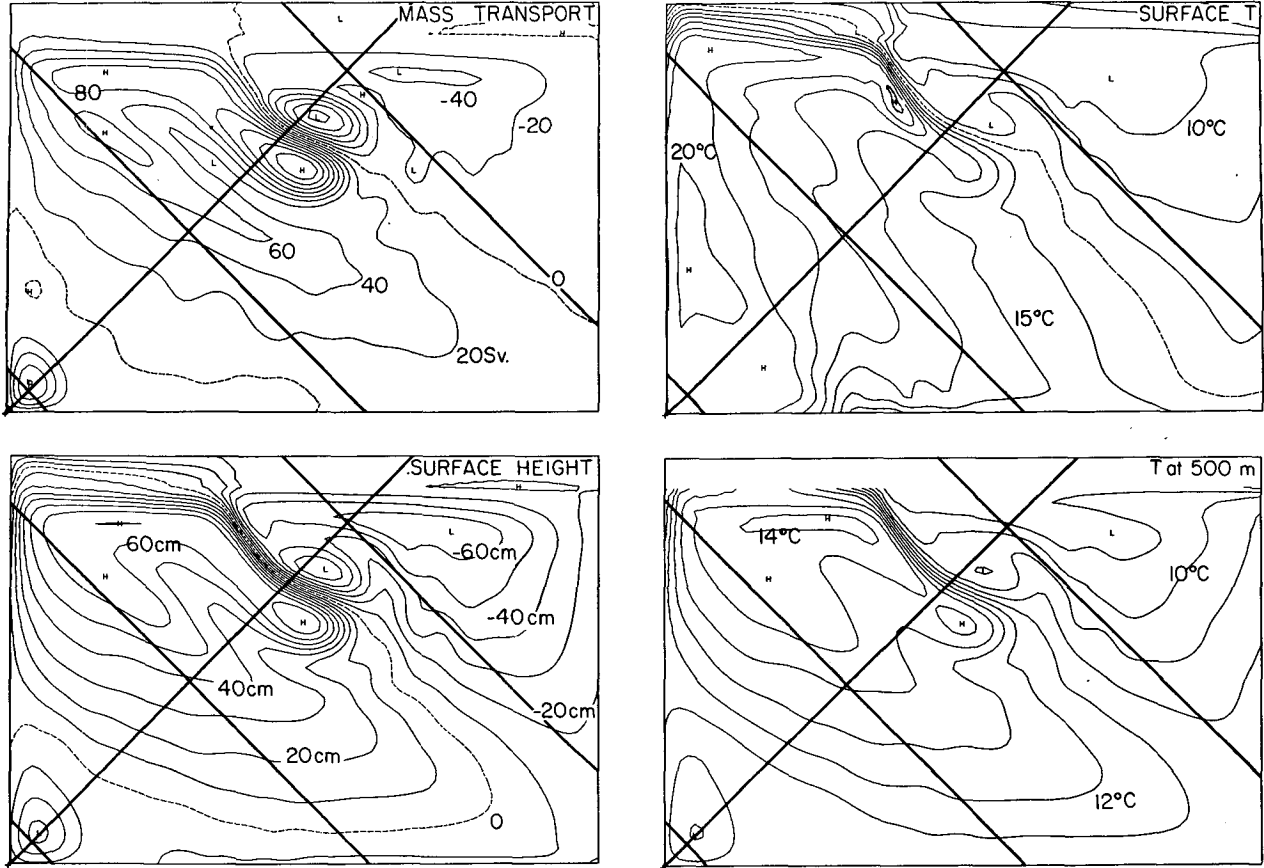 MASS TRANSPORT
L
H
H
80
L
-40
H
-20
L
H
L
L
H
60
40
0
H
20Sv.
SURFACE T
H
L
10°C
H
L
20°C
H
15°C
H
SURFACE HEIGHT
H
H
60cm
L
-60cm
H
L
-40cm
H
40cm
-20cm
20cm
0
L
T at 500 m
14°C
H
L
H
L
10°C
H
12°C
L